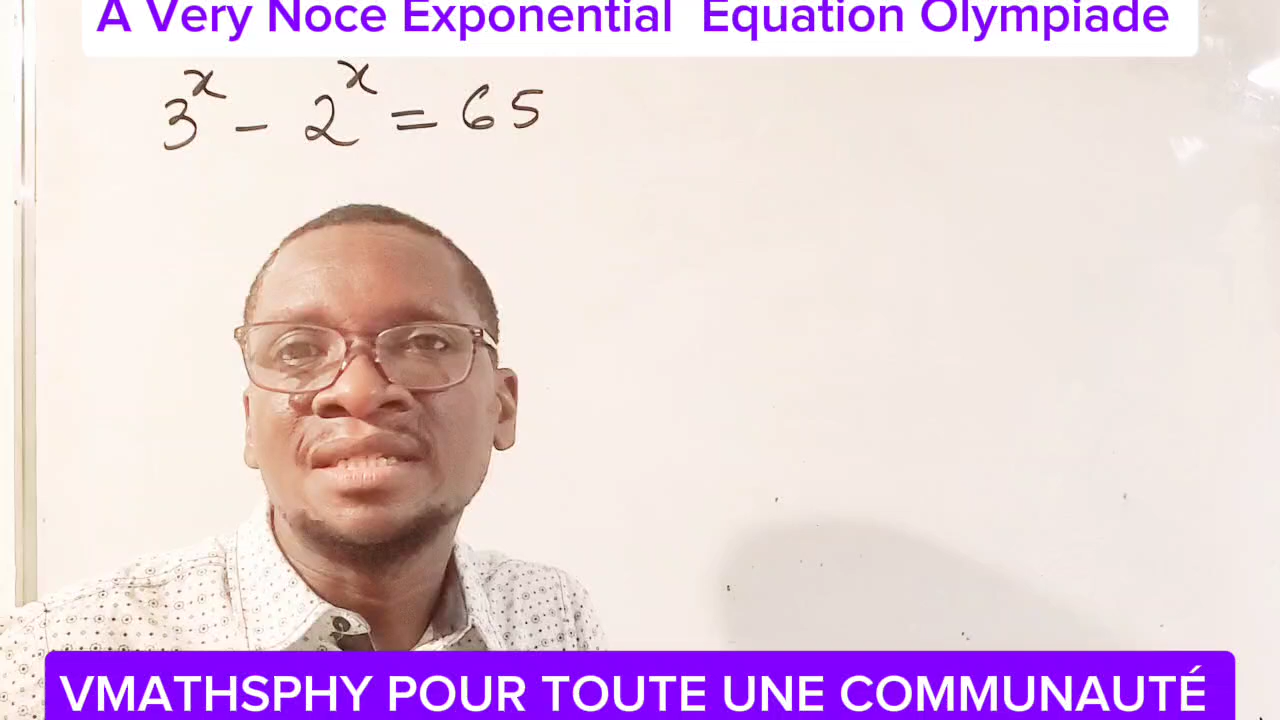 A Very Noce Exponential Equation Olympiade
3^x - 2^x = 65
VMATHSPHY POUR TOUTE UNE COMMUNAUTÉ